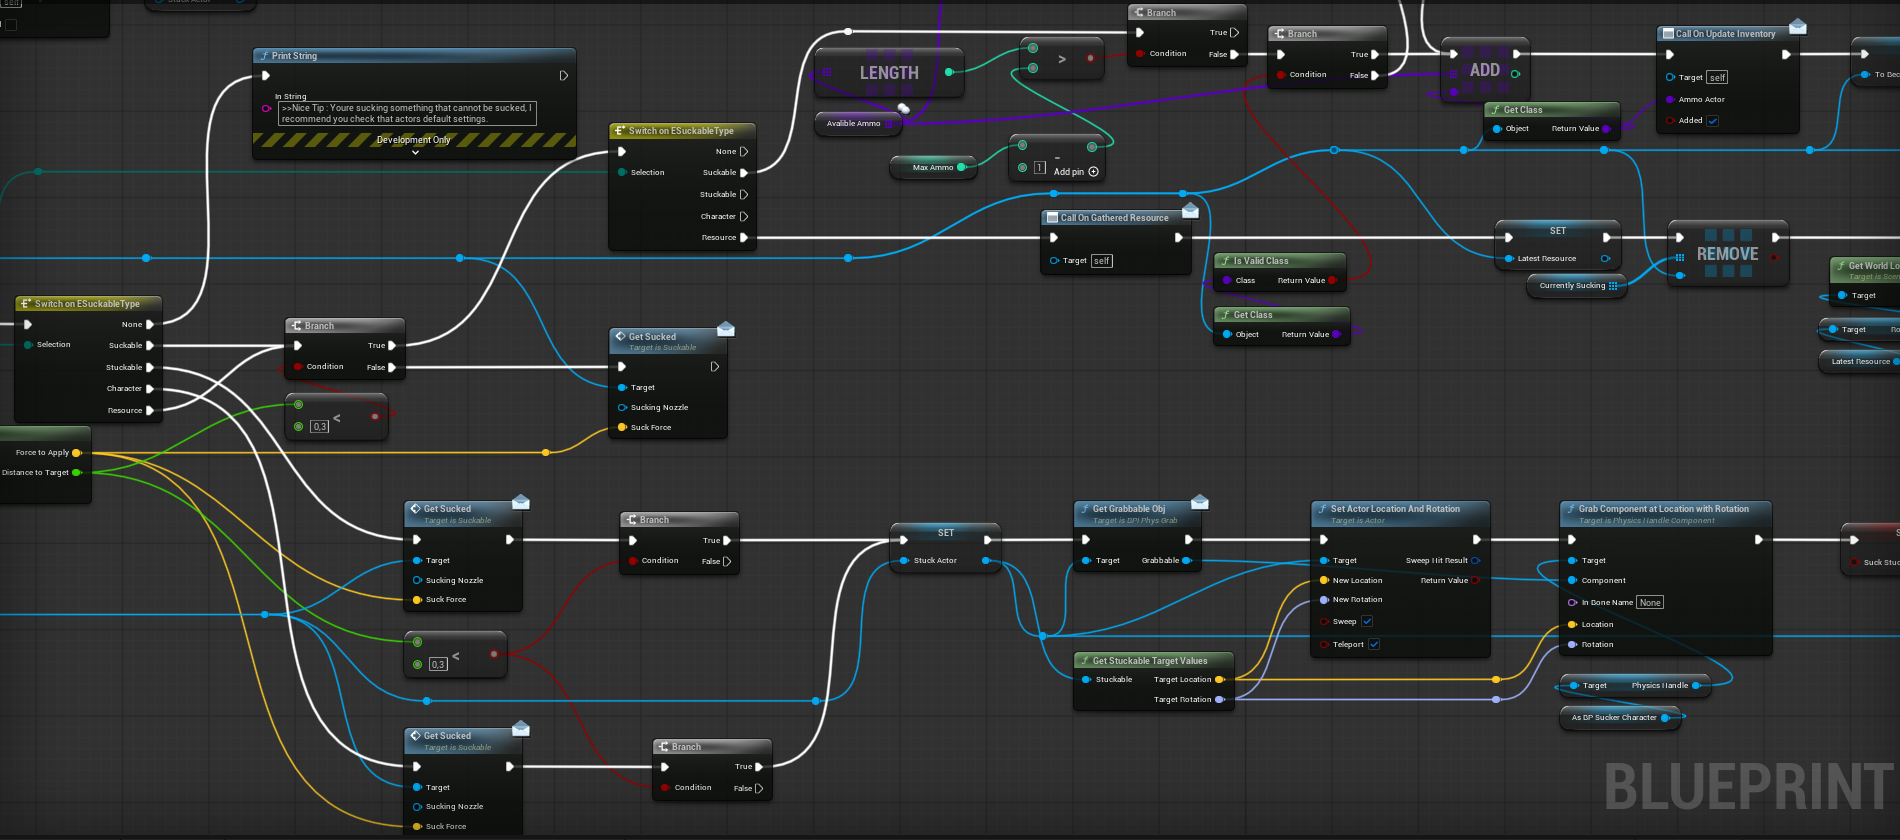 self
Print String
In String
>>Nice Tip : Youre sucking something that cannot be sucked, I
recommend you check that actors default settings.
Development Only
Switch on ESuckableType
None
Selection
Suckable
Stuckable
Character
Resource
LENGTH
Avalible Ammo
>
Max Ammo
-
1
Add pin
Branch
True
Condition
False
Branch
True
Condition
False
ADD
Get Class
Object
Return Value
Call On Update Inventory
Target
self
Ammo Actor
Added
Call On Gathered Resource
Target
self
Is Valid Class
Class
Return Value
Get Class
Object
Return Value
SET
Latest Resource
Currently Sucking
REMOVE
Target
Target
Latest Resource
Switch on ESuckableType
None
Selection
Suckable
Stuckable
Character
Resource
Branch
True
Condition
False
<
0,3
Get Sucked
Target is Suckable
Target
Sucking Nozzle
Suck Force
Force to Apply
Distance to Target
Get Sucked
Target is Suckable
Target
Sucking Nozzle
Suck Force
Branch
True
Condition
False
<
0,3
SET
Stuck Actor
Get Grabbable Obj
Target is BPI Phys Grab
Target
Grabbable
Get Stuckable Target Values
Stuckable
Target Location
Target Rotation
Set Actor Location And Rotation
Target is Actor
Target
Sweep Hit Result
New Location
Return Value
New Rotation
Sweep
Teleport
Grab Component at Location with Rotation
Target is Physics Handle Component
Target
Component
In Bone Name
None
Location
Rotation
Target
Physics Handle
As BP Sucker Character
Get Sucked
Target is Suckable
Target
Sucking Nozzle
Suck Force
Branch
True
Condition
False
BLUEPRINT